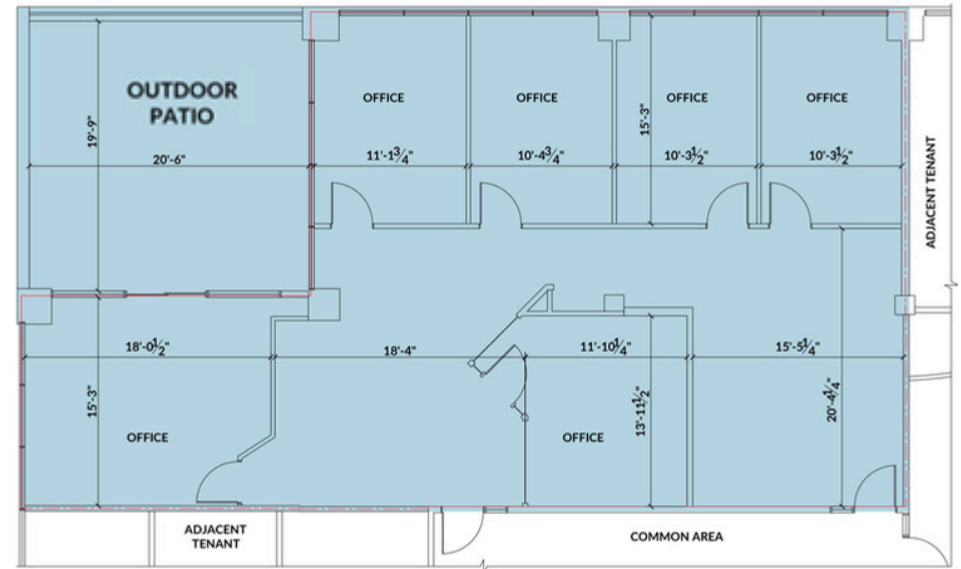 OUTDOOR
PATIO
19'-9"
20'-6"
OFFICE
OFFICE
OFFICE
OFFICE
15'-3"
11'-1¾"
10'-4¾"
10'-3½"
10'-3½"
ADJACENT TENANT
18'-0½"
18'-4"
11'-10¼"
15'-5¼"
15'-3"
13'-11½"
20'-4¼"
OFFICE
OFFICE
ADJACENT
TENANT
COMMON AREA